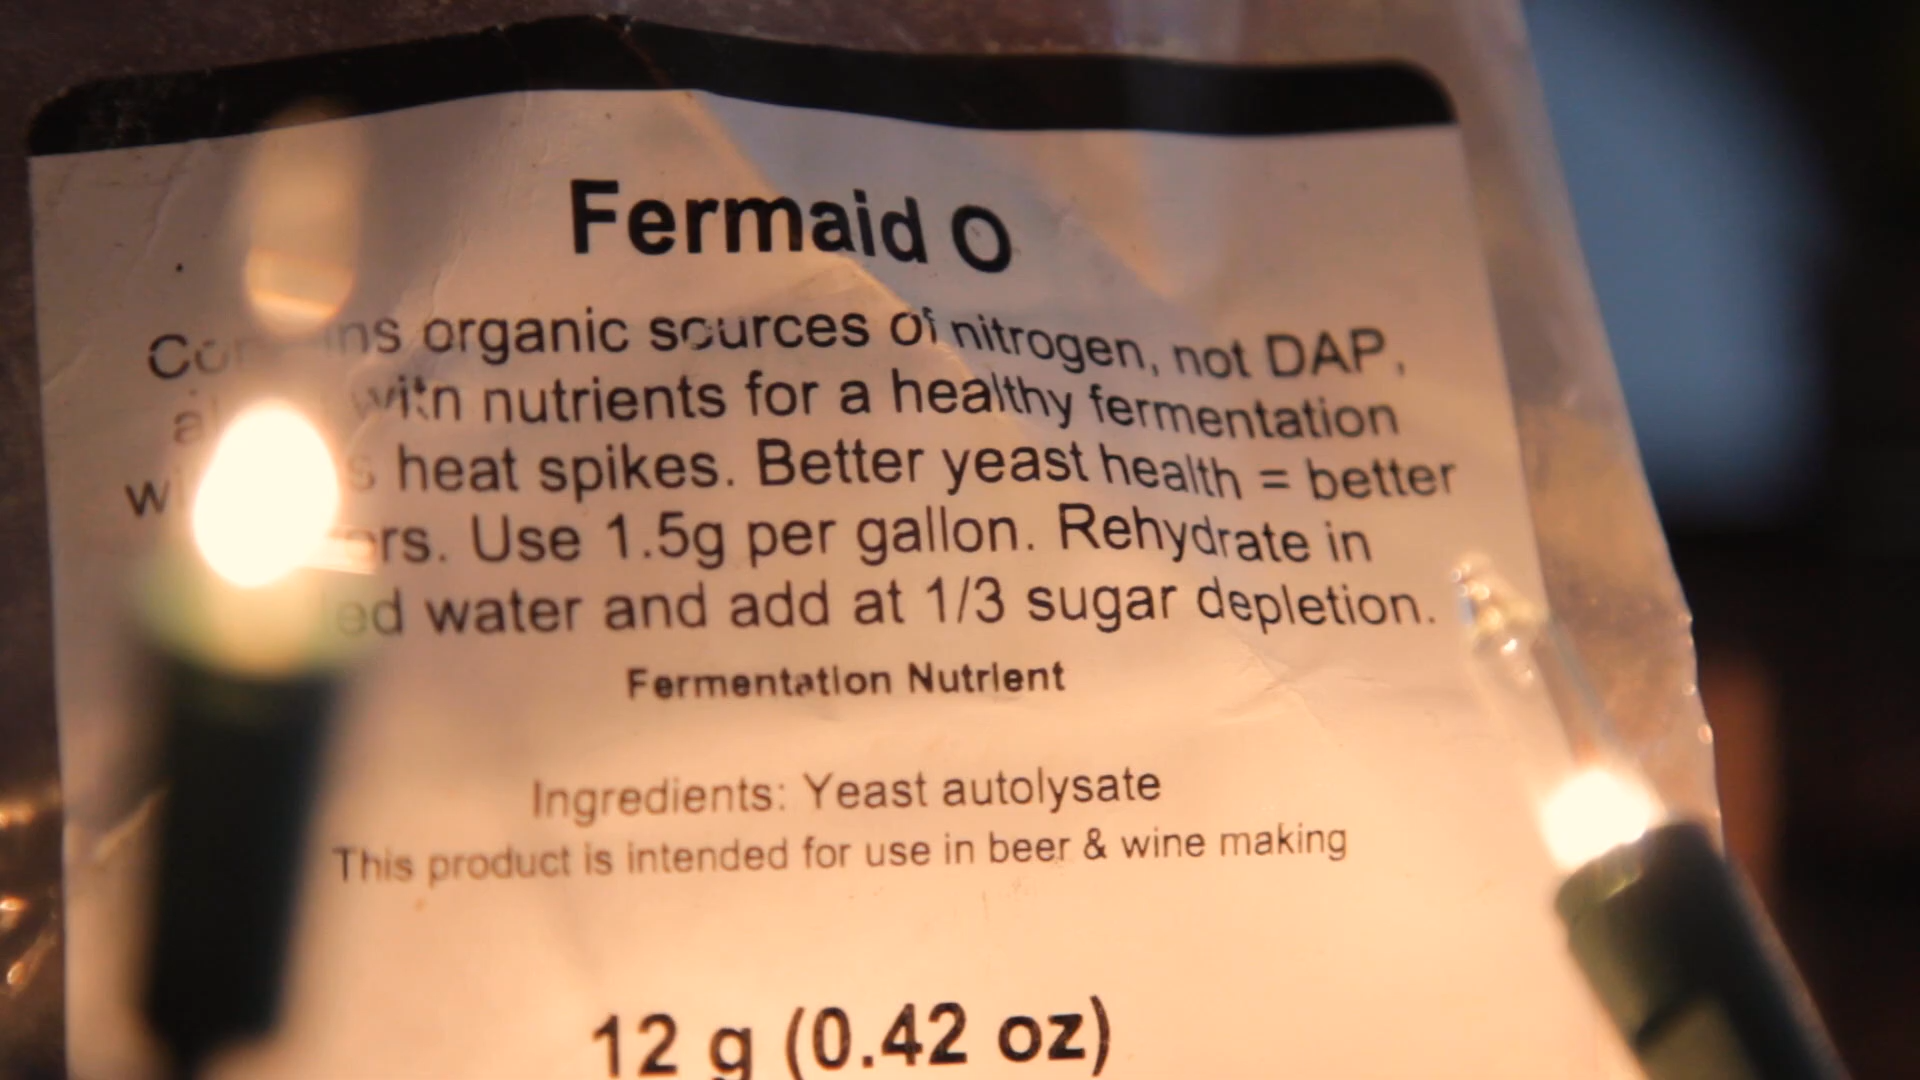 Fermaid O
organic sources of nitrogen, not DAP,
with nutrients for a healthy fermentation
heat spikes. Better yeast health = better
Use 1.5g per gallon. Rehydrate in
water and add at 1/3 sugar depletion.
Fermentation Nutrient
Ingredients: Yeast autolysate
This product is intended for use in beer & wine making
12 g (0.42 oz)